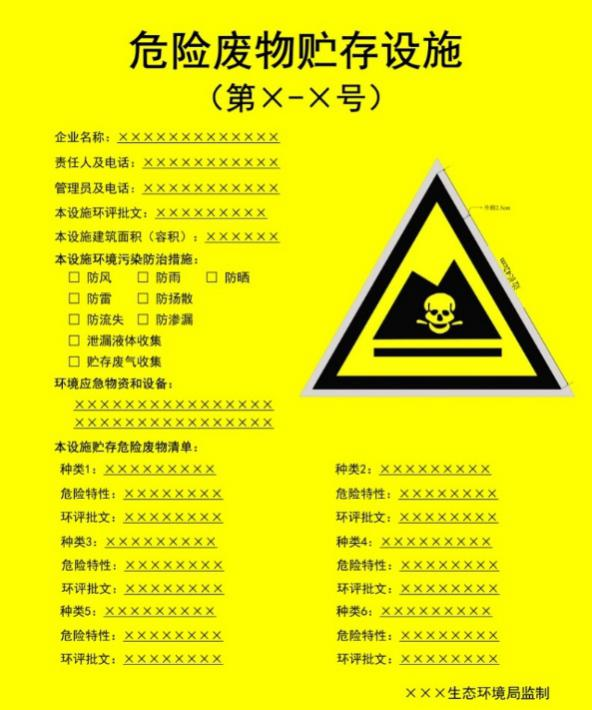 危险废物贮存设施
（第×-×号）
企业名称：×××××××××××××
责任人及电话：×××××××××××
管理员及电话：×××××××××××
本设施环评批文：×××××××××
本设施建筑面积（容积）：××××××
本设施环境污染防治措施：
□ 防风 □ 防雨 □ 防晒
□ 防雷 □ 防扬散
□ 防流失 □ 防渗漏
□ 泄漏液体收集
□ 贮存废气收集
环境应急物资和设备：
××××××××××××××××
××××××××××××××××
本设施贮存危险废物清单：
种类1：×××××××××
种类2：×××××××××
危险特性：××××××××
危险特性：××××××××
环评批文：××××××××
环评批文：××××××××
种类3：×××××××××
种类4：×××××××××
危险特性：××××××××
危险特性：××××××××
环评批文：××××××××
环评批文：××××××××
种类5：×××××××××
种类6：×××××××××
危险特性：××××××××
危险特性：××××××××
环评批文：××××××××
环评批文：××××××××
×××生态环境局监制